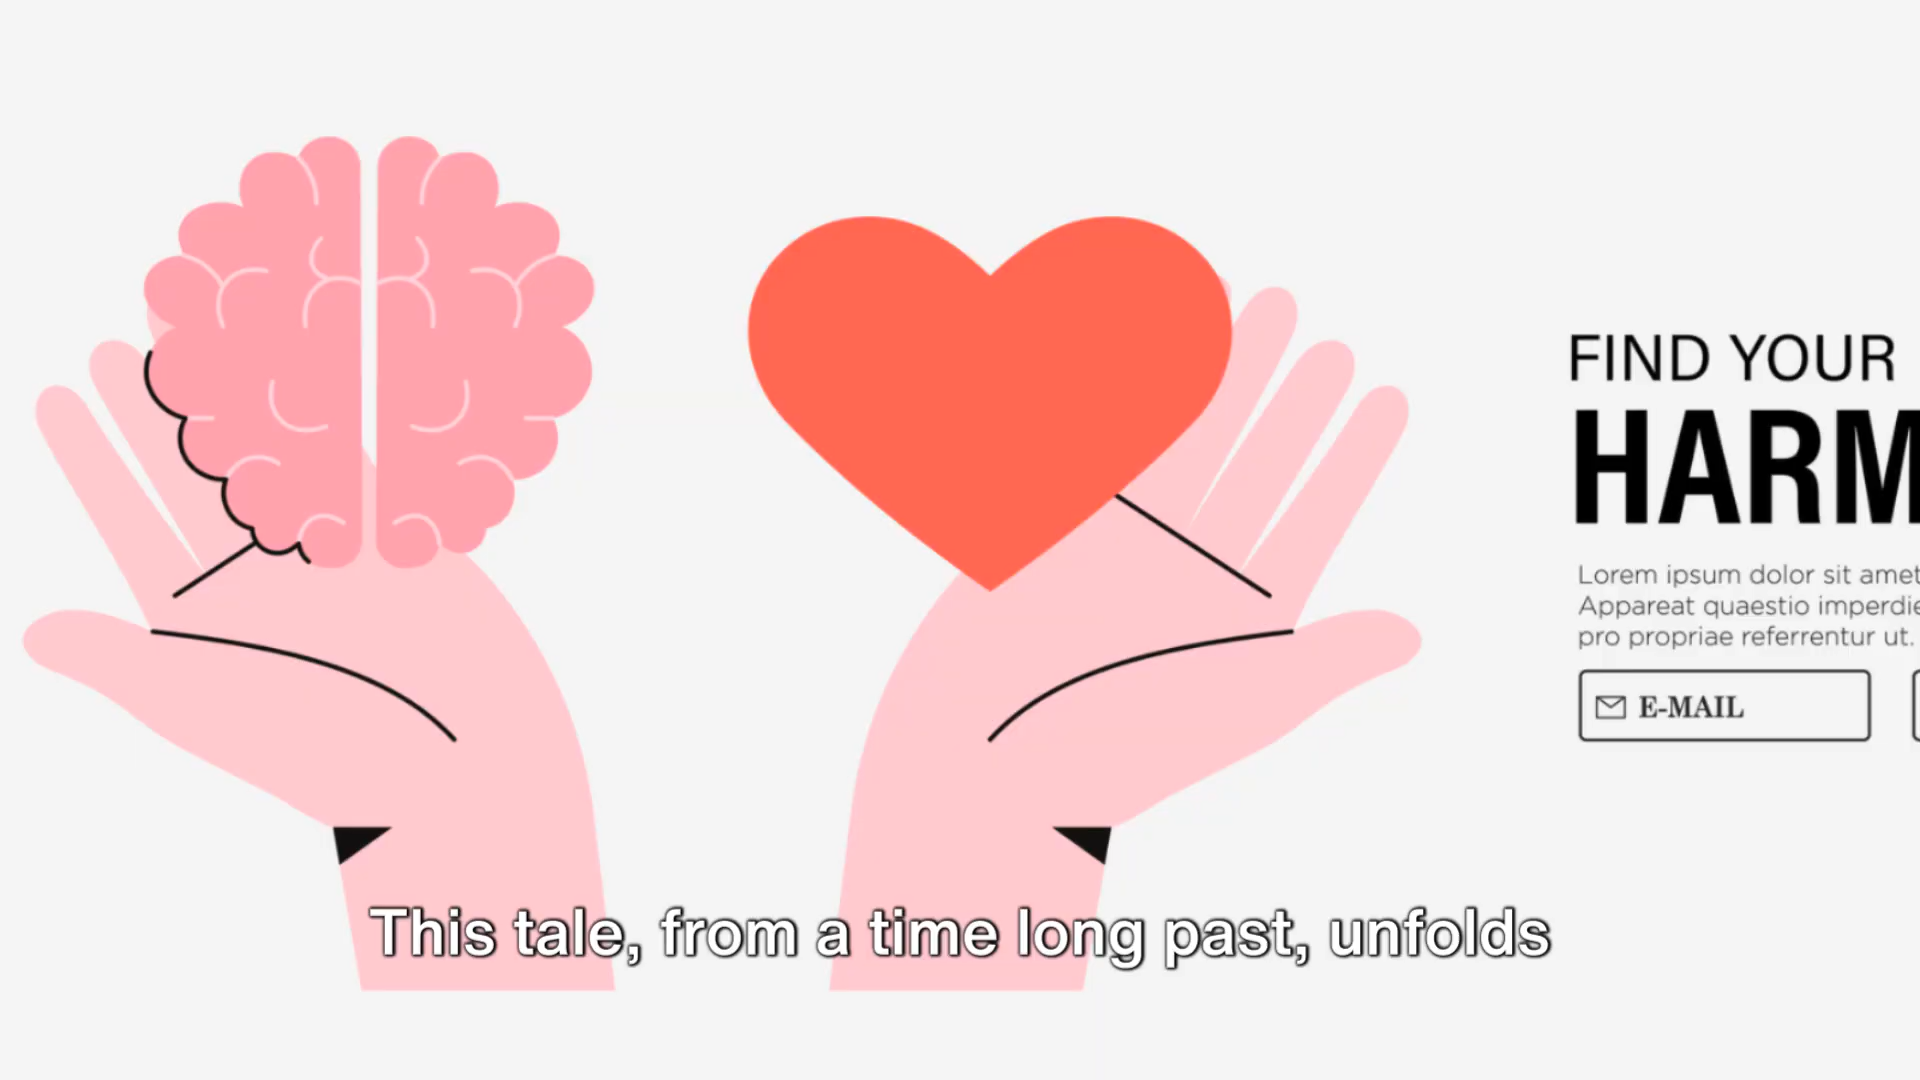 FIND YOUR
HARM
Lorem ipsum dolor sit amet
Appareat quaestio imperdie
pro propriae referrentur ut.
E-MAIL
This tale, from a time long past, unfolds